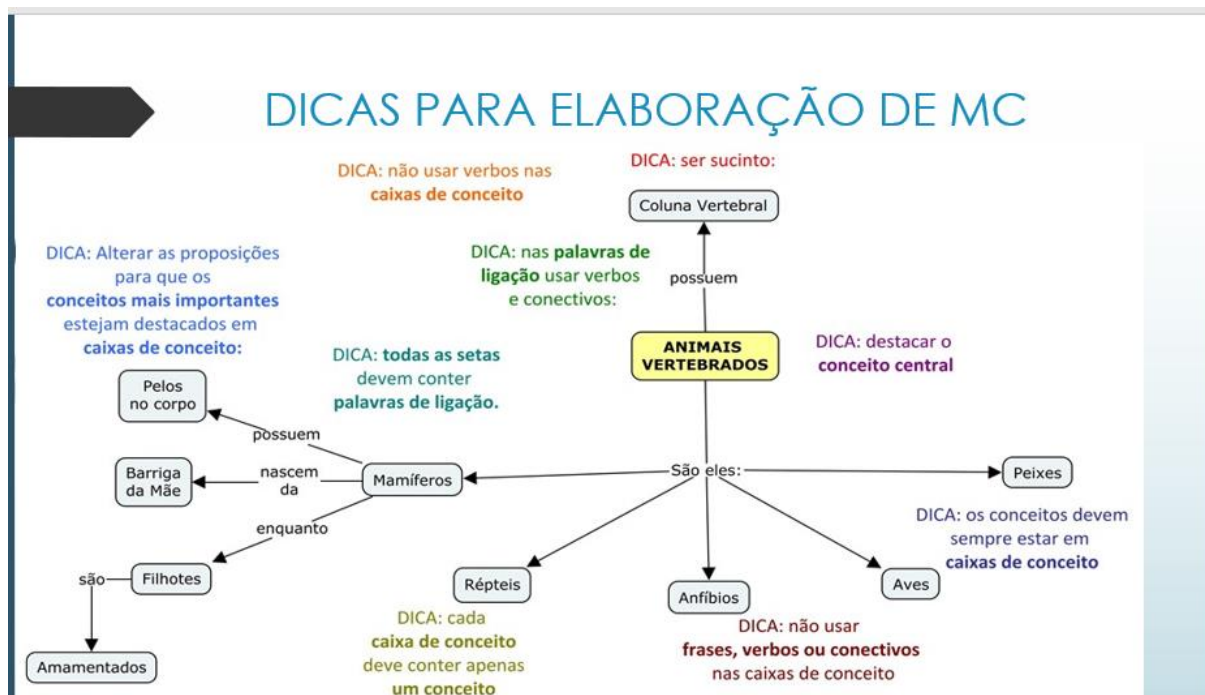 DICAS PARA ELABORAÇÃO DE MC
DICA: não usar verbos nas
caixas de conceito
DICA: ser sucinto:
Coluna Vertebral
DICA: Alterar as proposições
para que os
conceitos mais importantes
estejam destacados em
caixas de conceito:
DICA: nas palavras de
ligação usar verbos
e conectivos:
possuem
DICA: todas as setas
devem conter
palavras de ligação.
ANIMAIS
VERTEBRADOS
DICA: destacar o
conceito central
Pelos
no corpo
possuem
Barriga
da Mãe
nascem
da
Mamíferos
São eles:
Peixes
enquanto
DICA: os conceitos devem
sempre estar em
caixas de conceito
são
Filhotes
Répteis
Anfíbios
Aves
Amamentados
DICA: cada
caixa de conceito
deve conter apenas
um conceito
DICA: não usar
frases, verbos ou conectivos
nas caixas de conceito